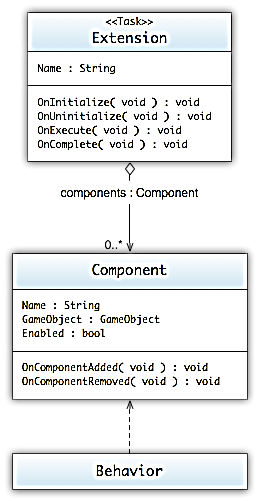 <<Task>>
Extension
Name : String
OnInitialize( void ) : void
OnUninitialize( void ) : void
OnExecute( void ) : void
OnComplete( void ) : void
components : Component
0..*
Component
Name : String
GameObject : GameObject
Enabled : bool
OnComponentAdded( void ) : void
OnComponentRemoved( void ) : void
Behavior